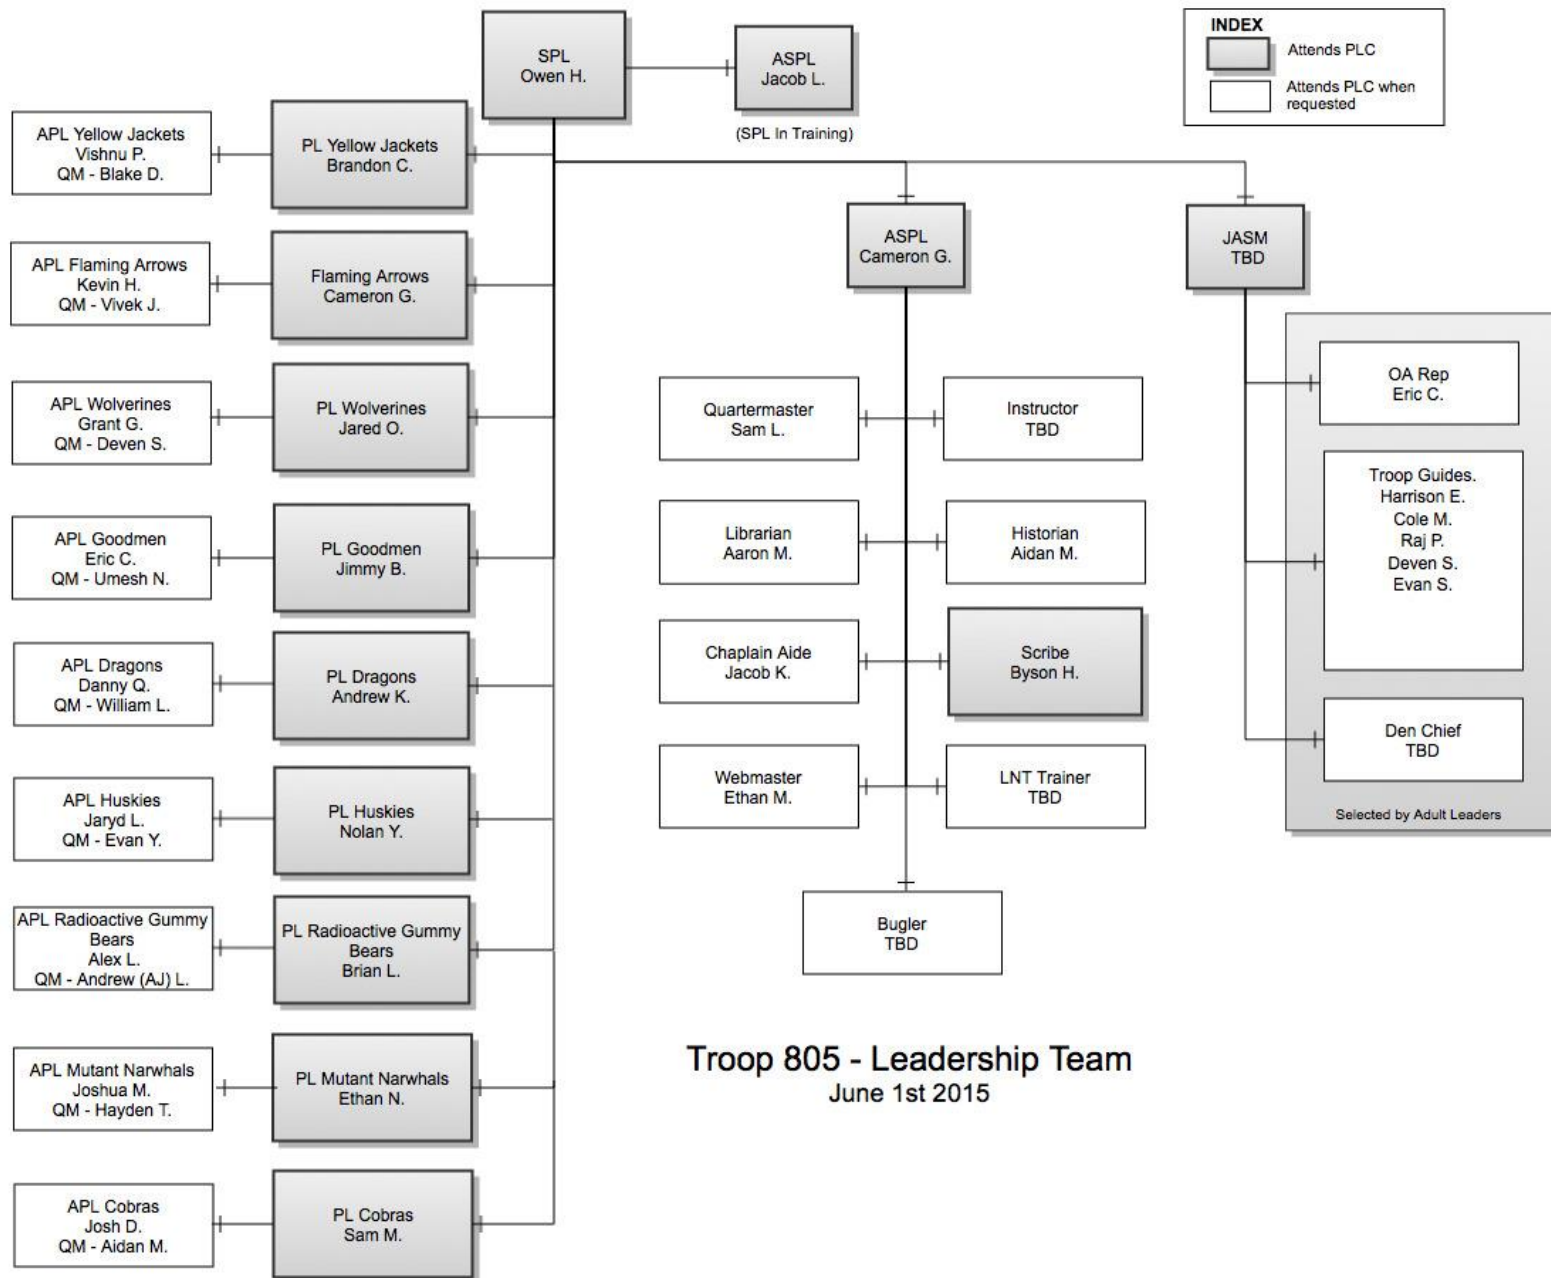 SPL
Owen H.
ASPL
Jacob L.
(SPL In Training)
INDEX
Attends PLC
Attends PLC when
requested
APL Yellow Jackets
Vishnu P.
QM - Blake D.
PL Yellow Jackets
Brandon C.
ASPL
Cameron G.
JASM
TBD
APL Flaming Arrows
Kevin H.
QM - Vivek J.
Flaming Arrows
Cameron G.
APL Wolverines
Grant G.
QM - Deven S.
PL Wolverines
Jared O.
APL Goodmen
Eric C.
QM - Umesh N.
PL Goodmen
Jimmy B.
APL Dragons
Danny Q.
QM - William L.
PL Dragons
Andrew K.
APL Huskies
Jaryd L.
QM - Evan Y.
PL Huskies
Nolan Y.
APL Radioactive Gummy
Bears
Alex L.
QM - Andrew (AJ) L.
PL Radioactive Gummy
Bears
Brian L.
APL Mutant Narwhals
Joshua M.
QM - Hayden T.
PL Mutant Narwhals
Ethan N.
APL Cobras
Josh D.
QM - Aidan M.
PL Cobras
Sam M.
Quartermaster
Sam L.
Instructor
TBD
Librarian
Aaron M.
Historian
Aidan M.
Chaplain Aide
Jacob K.
Scribe
Byson H.
Webmaster
Ethan M.
LNT Trainer
TBD
Bugler
TBD
OA Rep
Eric C.
Troop Guides.
Harrison E.
Cole M.
Raj P.
Deven S.
Evan S.
Den Chief
TBD
Selected by Adult Leaders
Troop 805 - Leadership Team
June 1st 2015